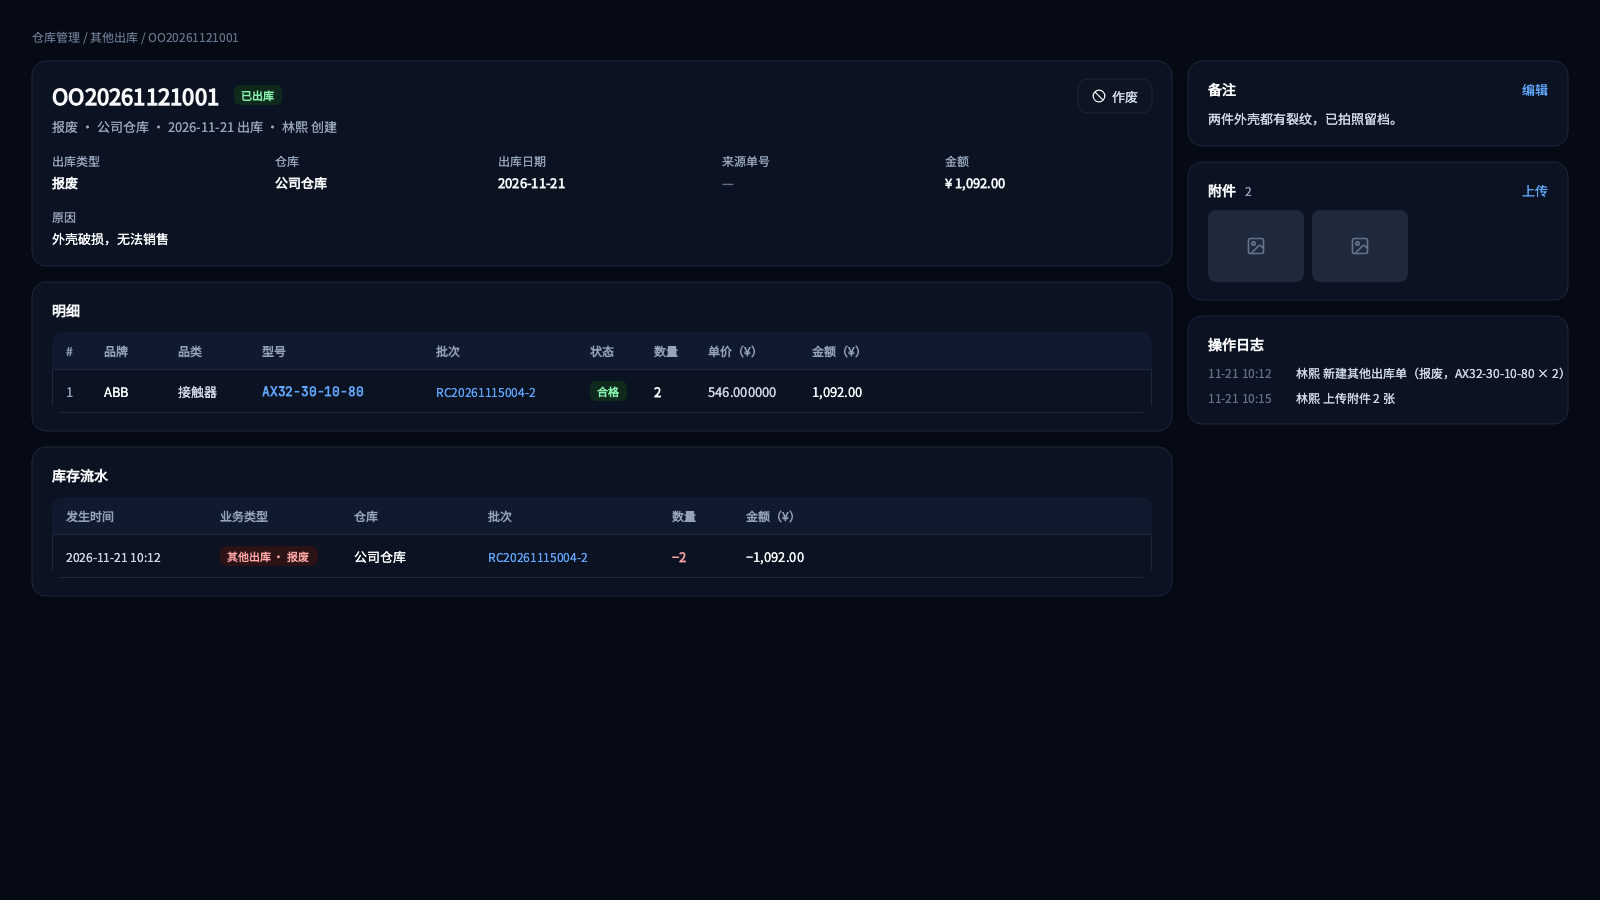 仓库管理 / 其他出库 / OO20261121001
OO20261121001 已出库
作废
报废 • 公司仓库 • 2026-11-21 出库 • 林熙 创建
出库类型 仓库 出库日期 来源单号 金额
报废 公司仓库 2026-11-21 — ¥ 1,092.00
原因
外壳破损，无法销售
明细
# 品牌 品类 型号 批次 状态 数量 单价（¥） 金额（¥）
1 ABB 接触器 AX32-30-10-80 RC20261115004-2 合格 2 546.000000 1,092.00
库存流水
发生时间 业务类型 仓库 批次 数量 金额（¥）
2026-11-21 10:12 其他出库 • 报废 公司仓库 RC20261115004-2 −2 −1,092.00
备注 编辑
两件外壳都有裂纹，已拍照留档。
附件 2 上传
操作日志
11-21 10:12 林熙 新建其他出库单（报废，AX32-30-10-80 × 2）
11-21 10:15 林熙 上传附件 2 张